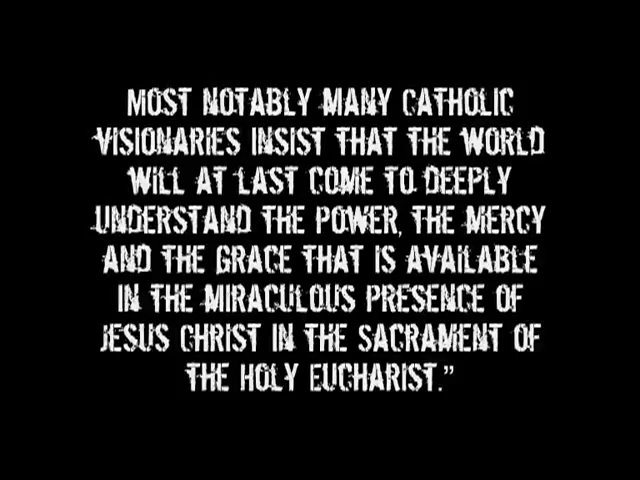 MOST NOTABLY MANY CATHOLIC
VISIONARIES INSIST THAT THE WORLD
WILL AT LAST COME TO DEEPLY
UNDERSTAND THE POWER, THE MERCY
AND THE GRACE THAT IS AVAILABLE
IN THE MIRACULOUS PRESENCE OF
JESUS CHRIST IN THE SACRAMENT OF
THE HOLY EUCHARIST.”